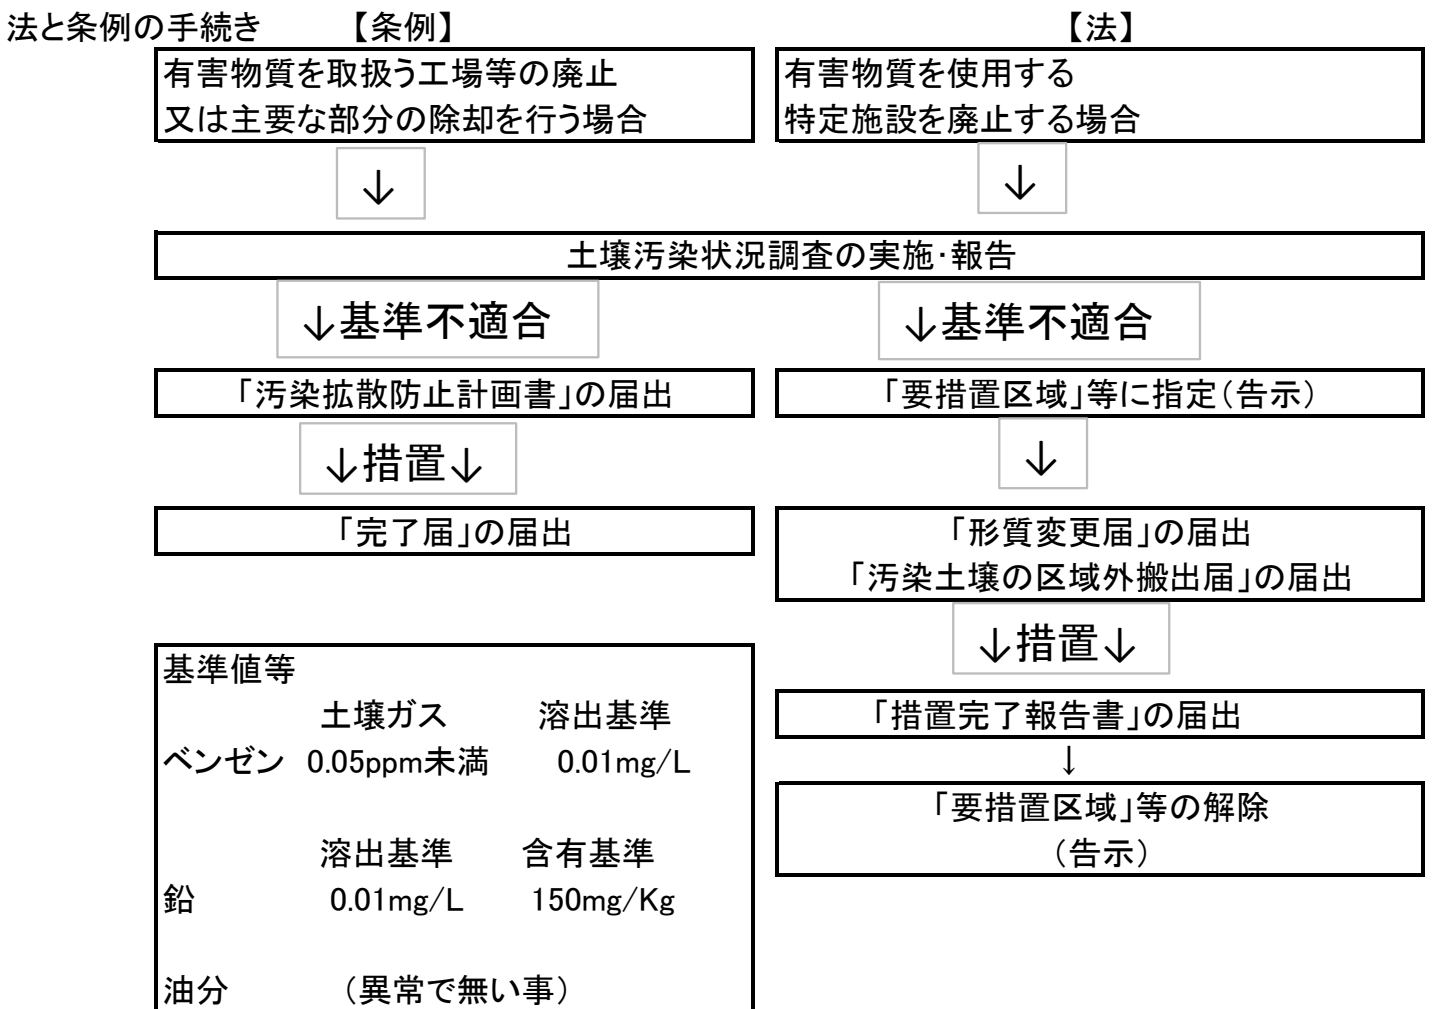 法と条例の手続き 【条例】 【法】
有害物質を取扱う工場等の廃止
又は主要な部分の除却を行う場合
有害物質を使用する
特定施設を廃止する場合
↓ ↓
土壌汚染状況調査の実施・報告
↓基準不適合 ↓基準不適合
「汚染拡散防止計画書」の届出 「要措置区域」等に指定（告示）
↓措置↓ ↓
「完了届」の届出
「形質変更届」の届出
「汚染土壌の区域外搬出届」の届出
↓措置↓
「措置完了報告書」の届出
↓
「要措置区域」等の解除
（告示）
基準値等
土壌ガス 溶出基準
ベンゼン 0.05ppm未満 0.01mg/L
溶出基準 含有基準
鉛 0.01mg/L 150mg/Kg
油分 （異常で無い事）